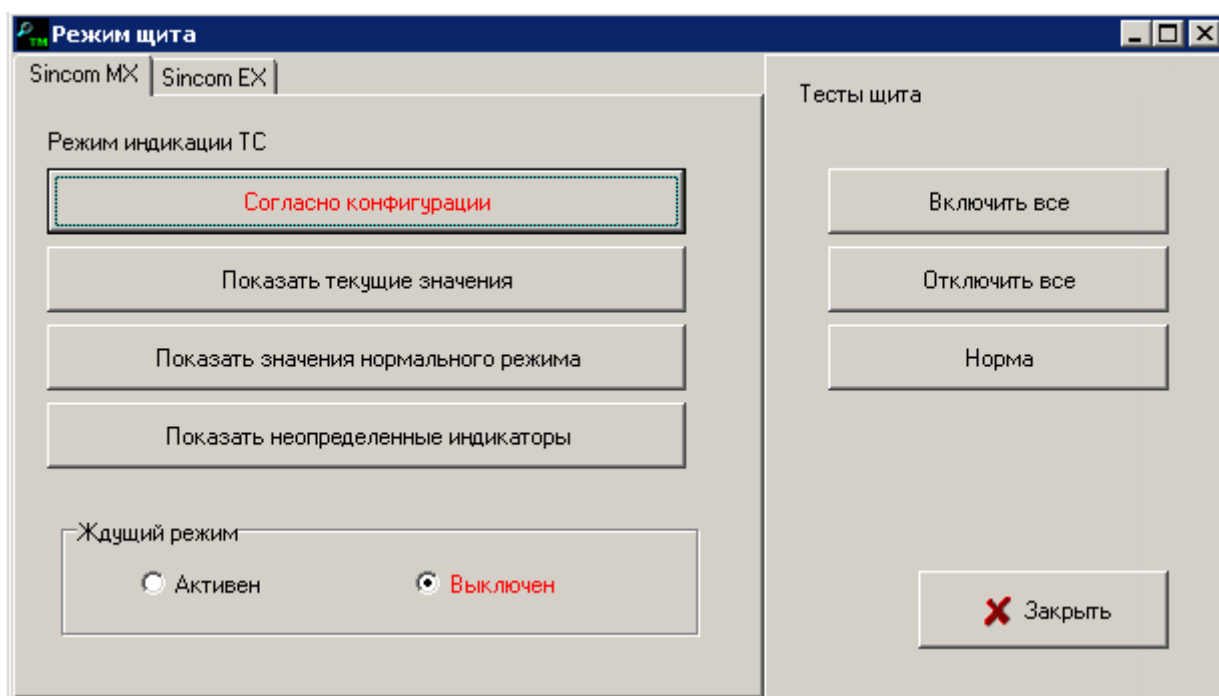 TM Режим щита
Sincom MX
Sincom EX
Режим индикации ТС
Согласно конфигурации
Показать текущие значения
Показать значения нормального режима
Показать неопределенные индикаторы
Ждущий режим
Активен
Выключен
Тесты щита
Включить все
Отключить все
Норма
Закрыть